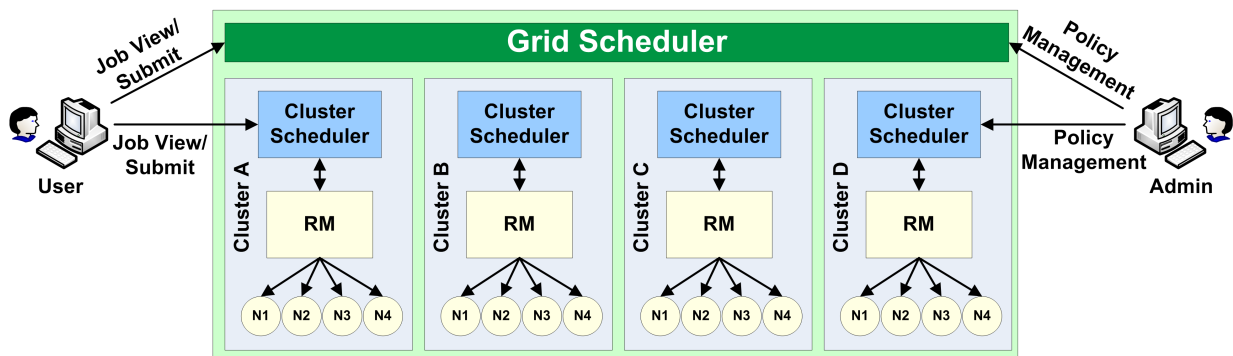 Grid Scheduler
Job View/
Submit
Job View/
Submit
User
Policy
Management
Policy
Management
Admin
Cluster A
Cluster
Scheduler
RM
N1
N2
N3
N4
Cluster B
Cluster
Scheduler
RM
N1
N2
N3
N4
Cluster C
Cluster
Scheduler
RM
N1
N2
N3
N4
Cluster D
Cluster
Scheduler
RM
N1
N2
N3
N4